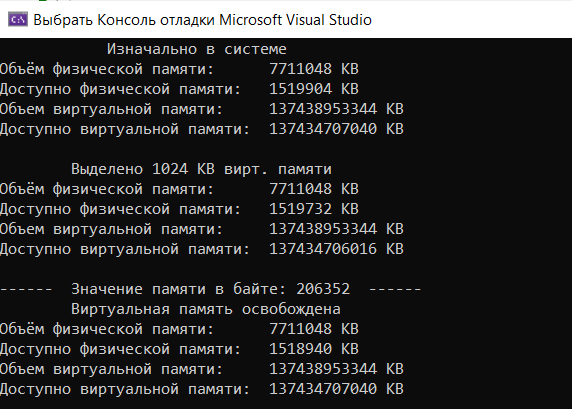 Выбрать Консоль отладки Microsoft Visual Studio
Изначально в системе
Объём физической памяти: 7711048 KB
Доступно физической памяти: 1519904 KB
Объем виртуальной памяти: 137438953344 KB
Доступно виртуальной памяти: 137434707040 KB
Выделено 1024 KB вирт. памяти
Объём физической памяти: 7711048 KB
Доступно физической памяти: 1519732 KB
Объем виртуальной памяти: 137438953344 KB
Доступно виртуальной памяти: 137434706016 KB
------ Значение памяти в байте: 206352 ------
Виртуальная память освобождена
Объём физической памяти: 7711048 KB
Доступно физической памяти: 1518940 KB
Объем виртуальной памяти: 137438953344 KB
Доступно виртуальной памяти: 137434707040 KB